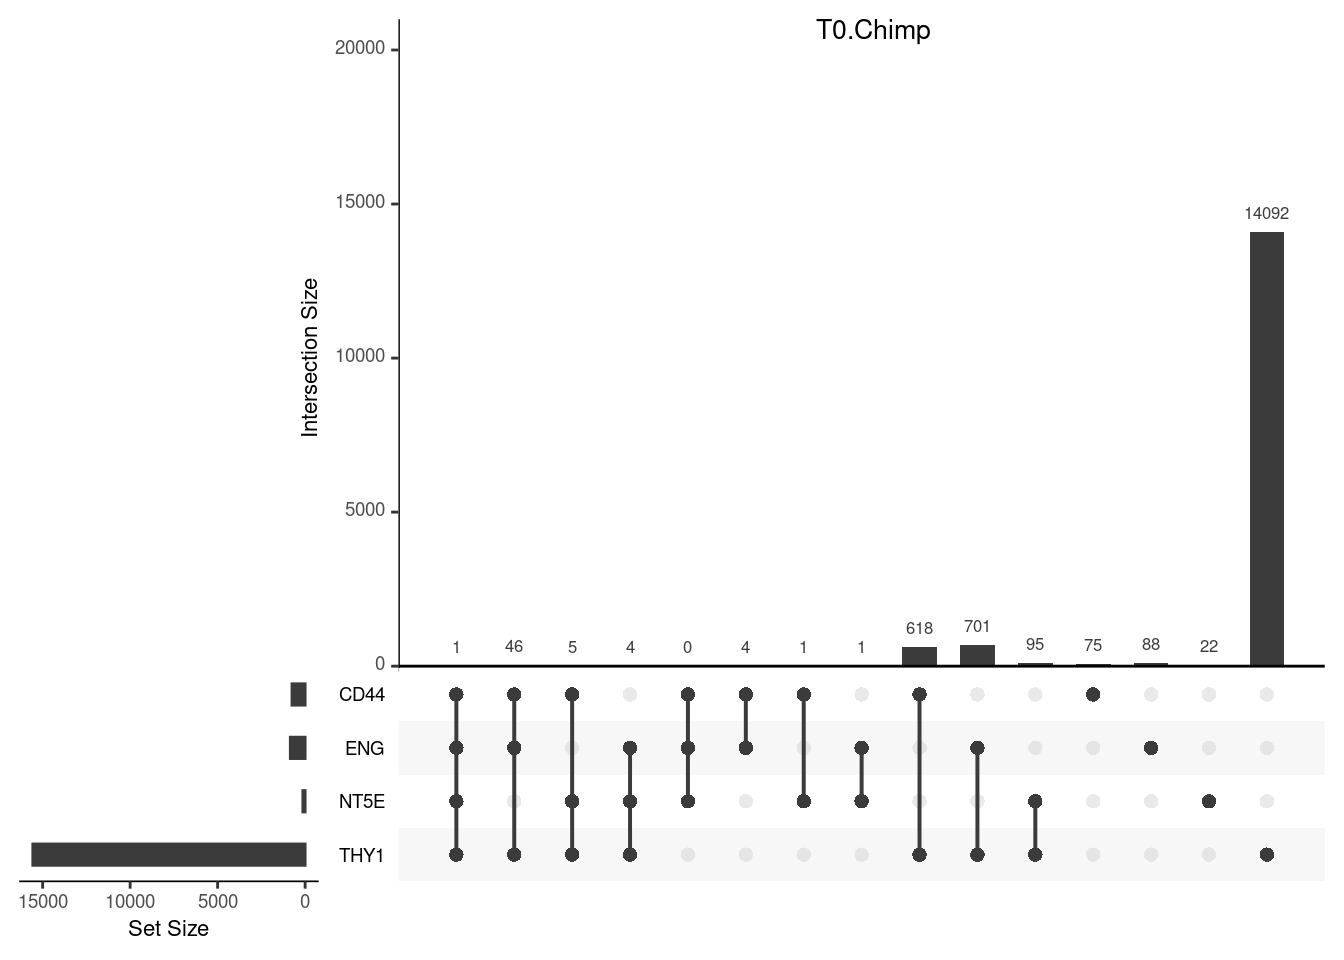 T0.Chimp
20000
15000
10000
5000
0
Intersection Size
14092
1 46 5 4 0 4 1 1 618 701 95 75 88 22
CD44
ENG
NT5E
THY1
15000 10000 5000 0
Set Size